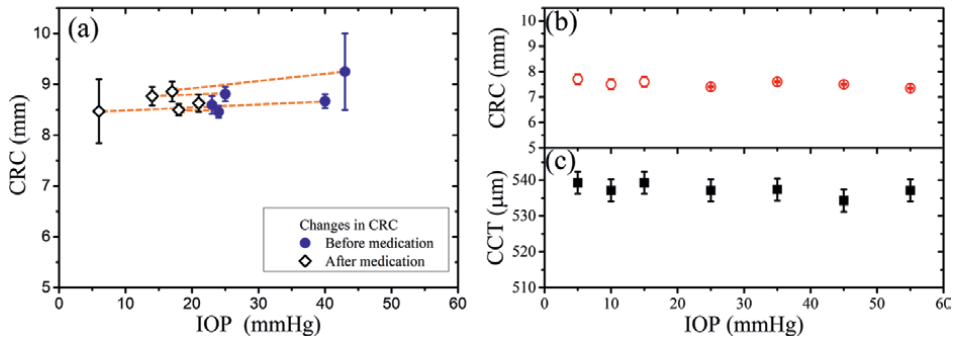 (a)
CRC (mm)
10
9
8
7
6
5
0 10 20 30 40 50 60
IOP (mmHg)
Changes in CRC
Before medication
After medication
(b)
CRC (mm)
10
9
8
7
6
5
(c)
CCT (μm)
540
530
520
510
0 10 20 30 40 50 60
IOP (mmHg)